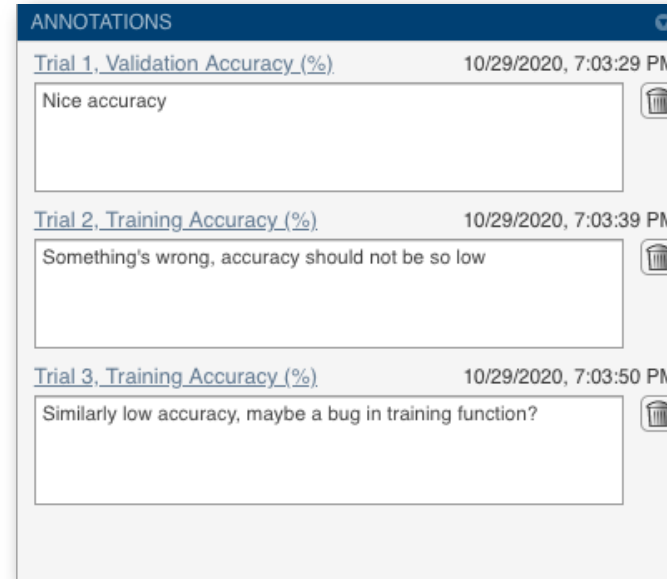 ANNOTATIONS
Trial 1, Validation Accuracy (%) 10/29/2020, 7:03:29 PM
Nice accuracy
Trial 2, Training Accuracy (%) 10/29/2020, 7:03:39 PM
Something's wrong, accuracy should not be so low
Trial 3, Training Accuracy (%) 10/29/2020, 7:03:50 PM
Similarly low accuracy, maybe a bug in training function?